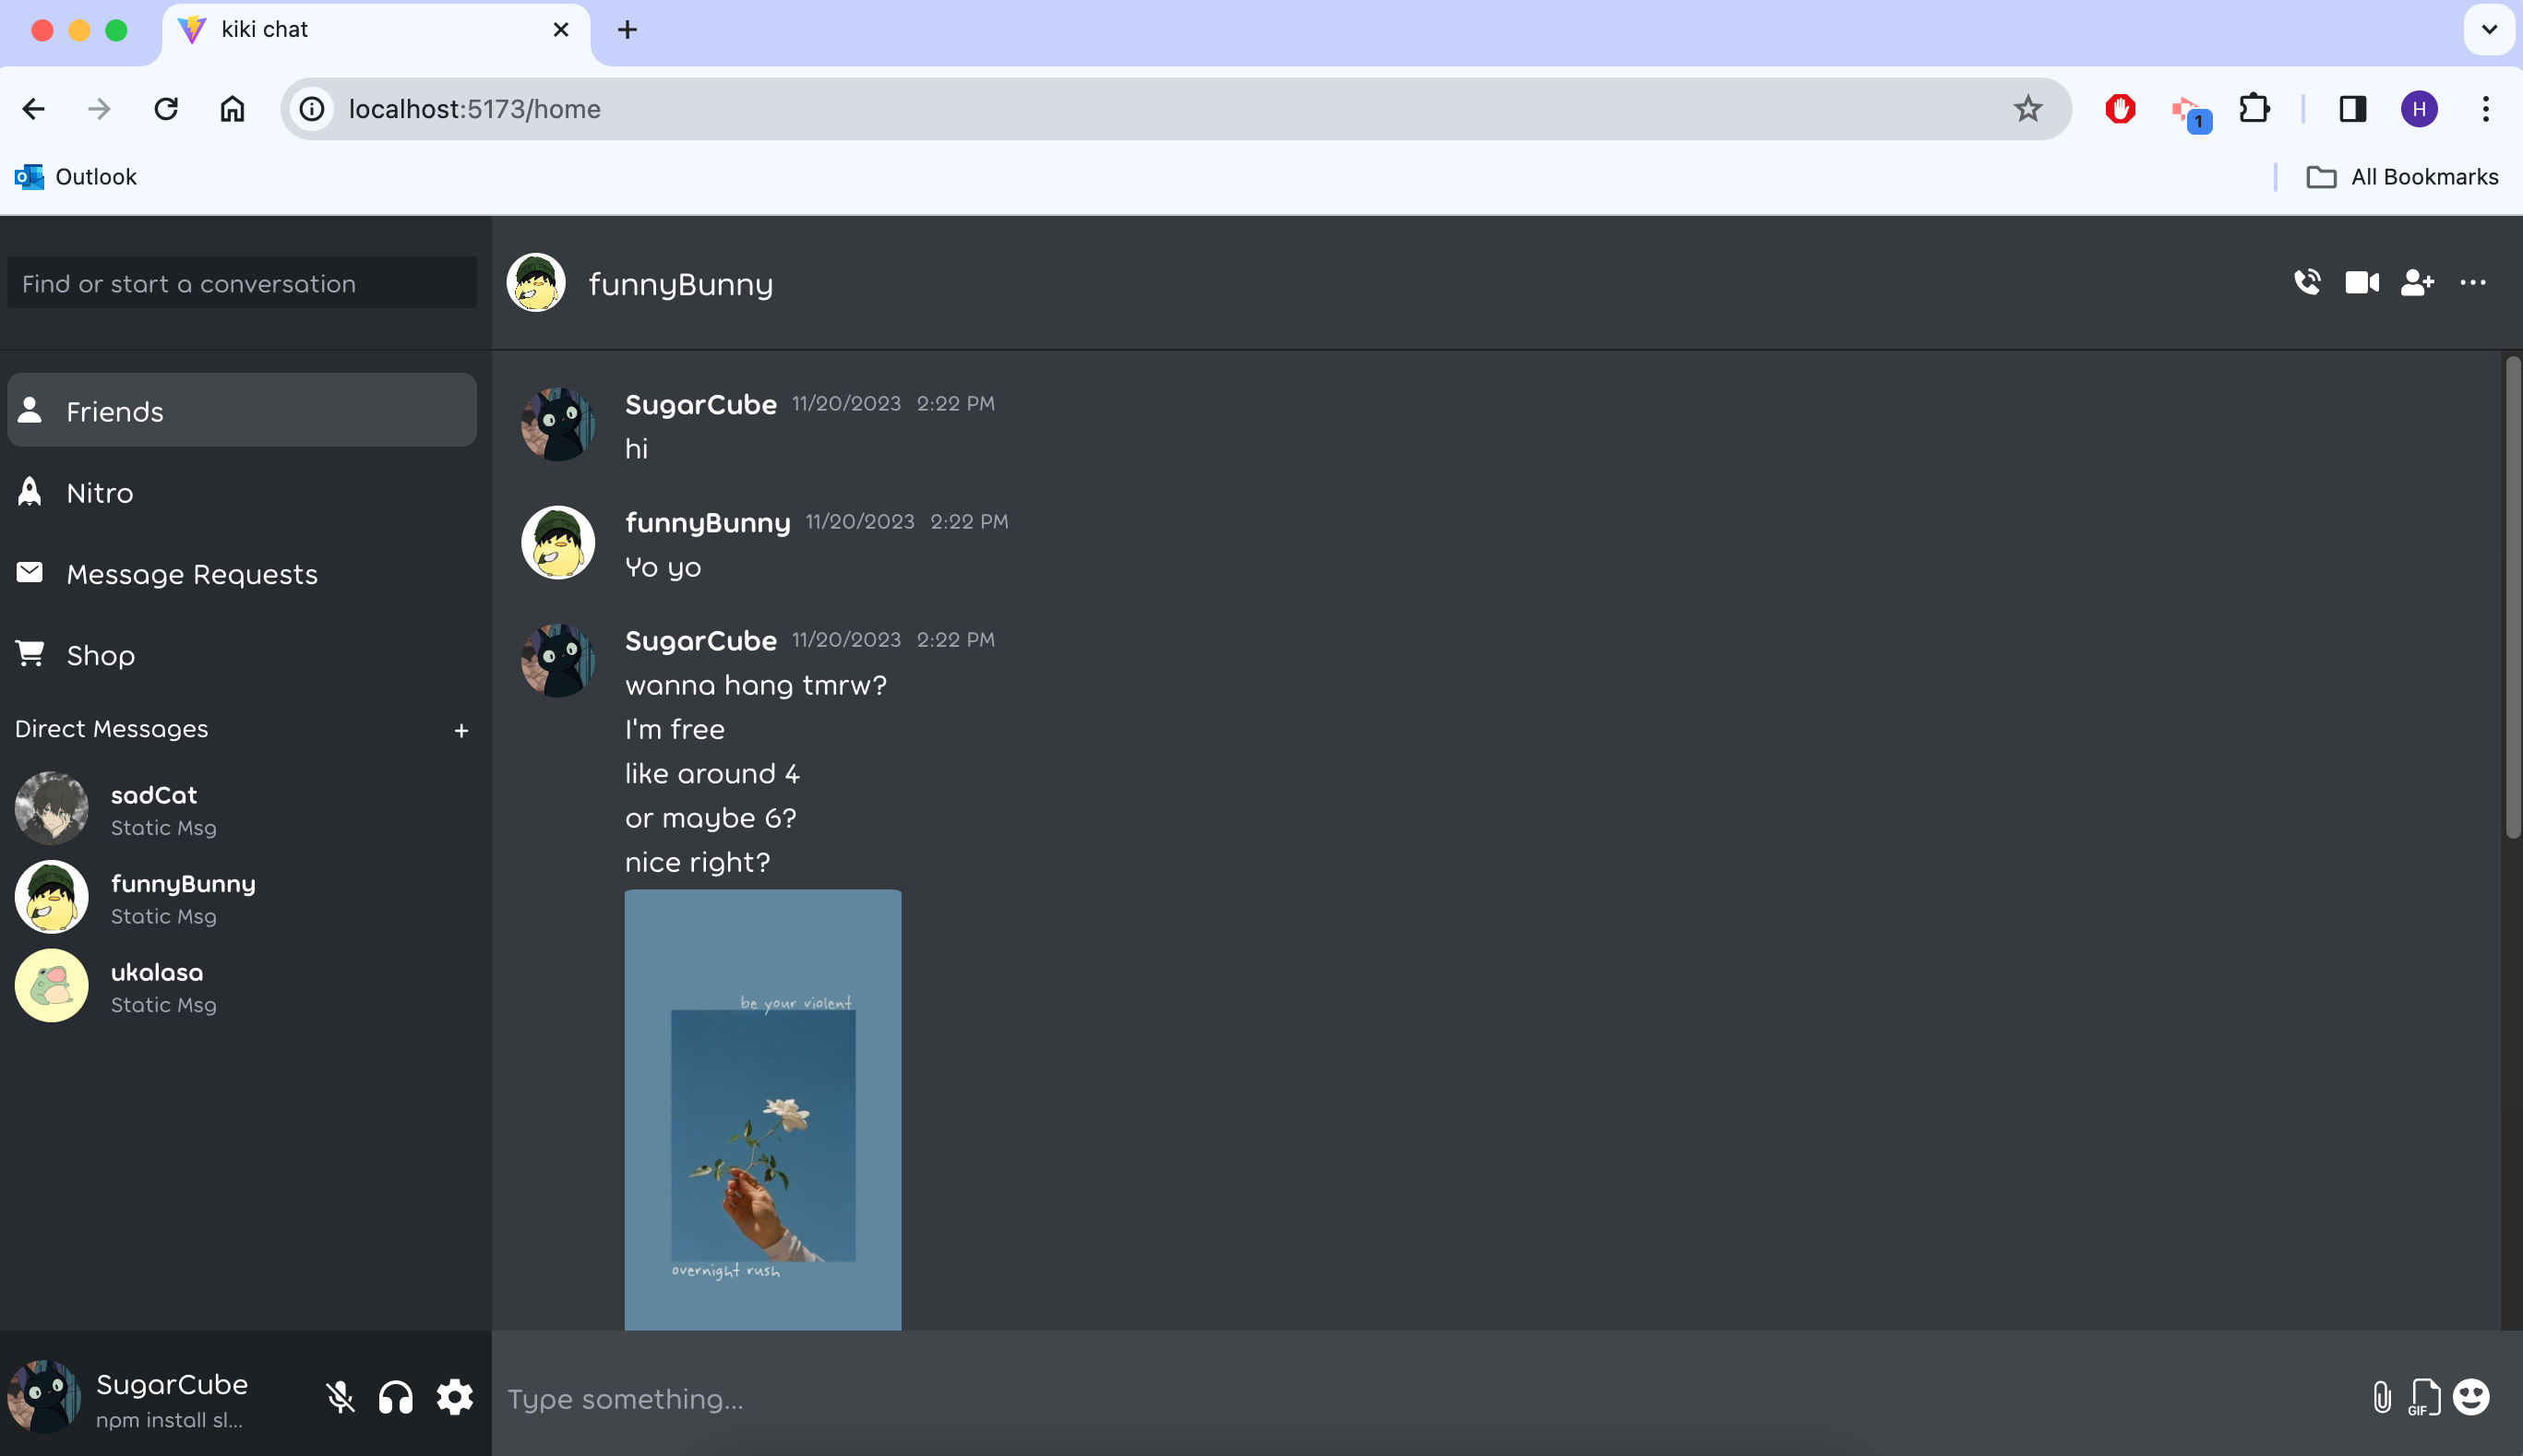 kiki chat
localhost:5173/home
1
H
Outlook
All Bookmarks
Find or start a conversation
funnyBunny
Friends
Nitro
Message Requests
Shop
Direct Messages
+
sadCat
Static Msg
funnyBunny
Static Msg
ukalasa
Static Msg
SugarCube 11/20/2023 2:22 PM
hi
funnyBunny 11/20/2023 2:22 PM
Yo yo
SugarCube 11/20/2023 2:22 PM
wanna hang tmrw?
I'm free
like around 4
or maybe 6?
nice right?
be your violent
overnight rush
SugarCube
npm install sl...
Type something...
GIF